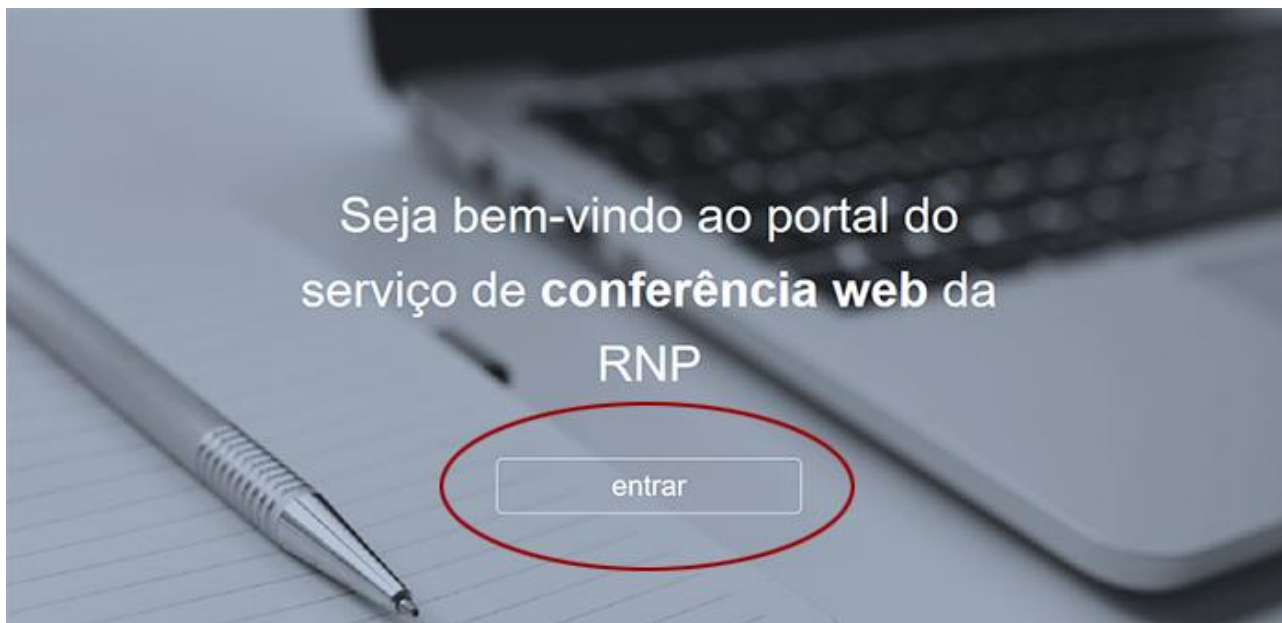 Seja bem-vindo ao portal do
serviço de conferência web da
RNP
entrar